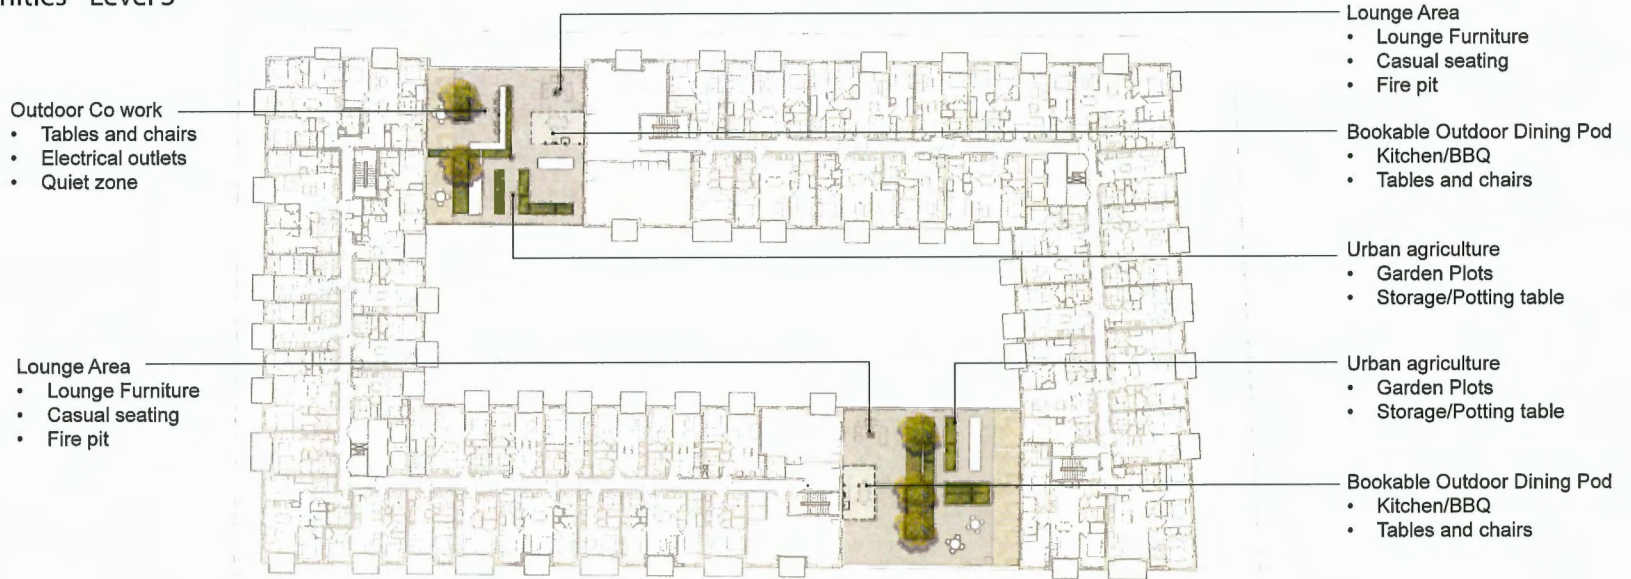 Level 5
Outdoor Co work
• Tables and chairs
• Electrical outlets
• Quiet zone
Lounge Area
• Lounge Furniture
• Casual seating
• Fire pit
Lounge Area
• Lounge Furniture
• Casual seating
• Fire pit
Bookable Outdoor Dining Pod
• Kitchen/BBQ
• Tables and chairs
Urban agriculture
• Garden Plots
• Storage/Potting table
Urban agriculture
• Garden Plots
• Storage/Potting table
Bookable Outdoor Dining Pod
• Kitchen/BBQ
• Tables and chairs